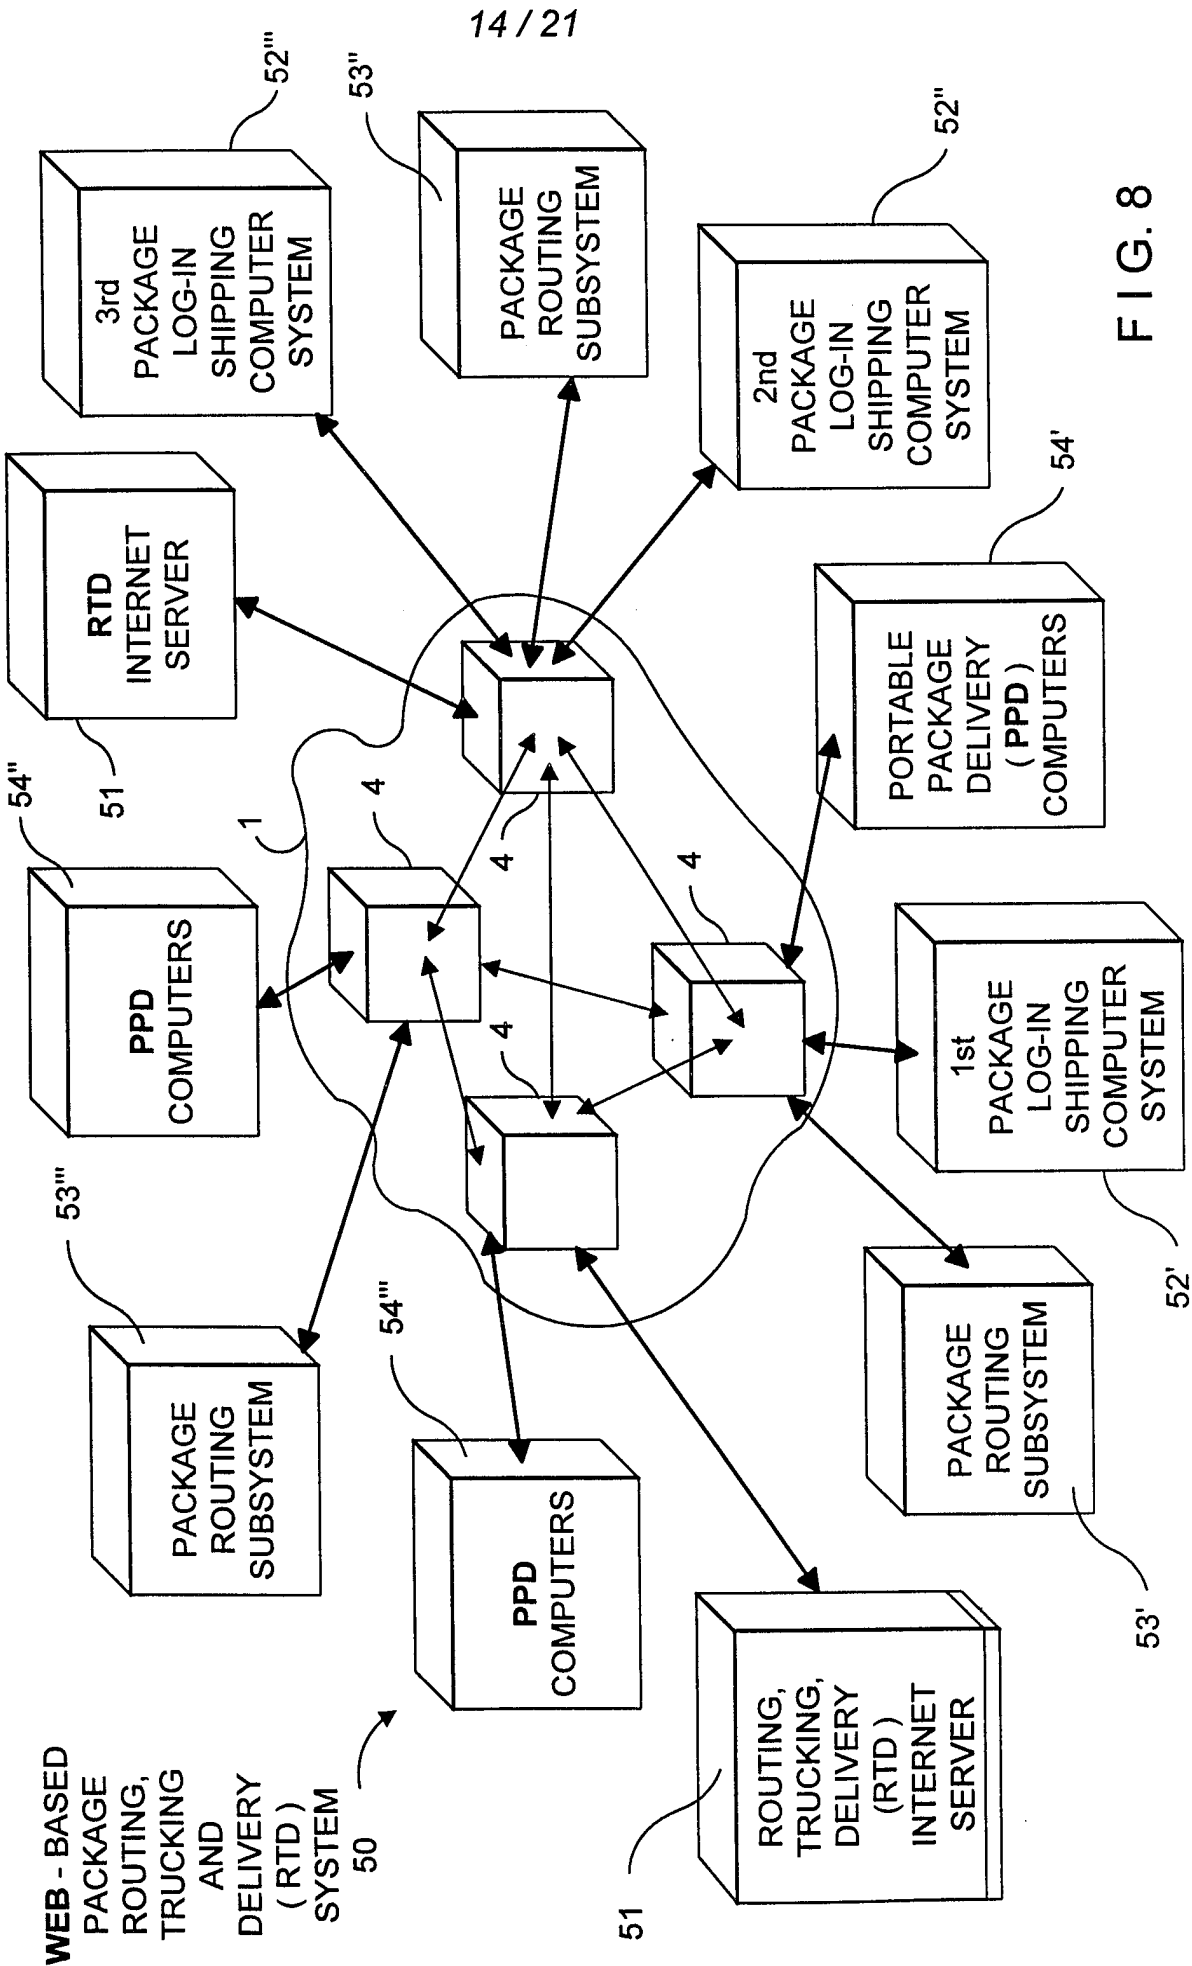 14 / 21
WEB - BASED
PACKAGE
ROUTING,
TRUCKING
AND
DELIVERY
( RTD )
SYSTEM
50
53'''
PACKAGE
ROUTING
SUBSYSTEM
54''
PPD
COMPUTERS
51
RTD
INTERNET
SERVER
52'''
3rd
PACKAGE
LOG-IN
SHIPPING
COMPUTER
SYSTEM
54'''
PPD
COMPUTERS
1
4
4
4
4
53''
PACKAGE
ROUTING
SUBSYSTEM
51
ROUTING,
TRUCKING,
DELIVERY
(RTD )
INTERNET
SERVER
53'
PACKAGE
ROUTING
SUBSYSTEM
52'
1st
PACKAGE
LOG-IN
SHIPPING
COMPUTER
SYSTEM
54'
PORTABLE
PACKAGE
DELIVERY
( PPD )
COMPUTERS
52''
2nd
PACKAGE
LOG-IN
SHIPPING
COMPUTER
SYSTEM
F I G. 8